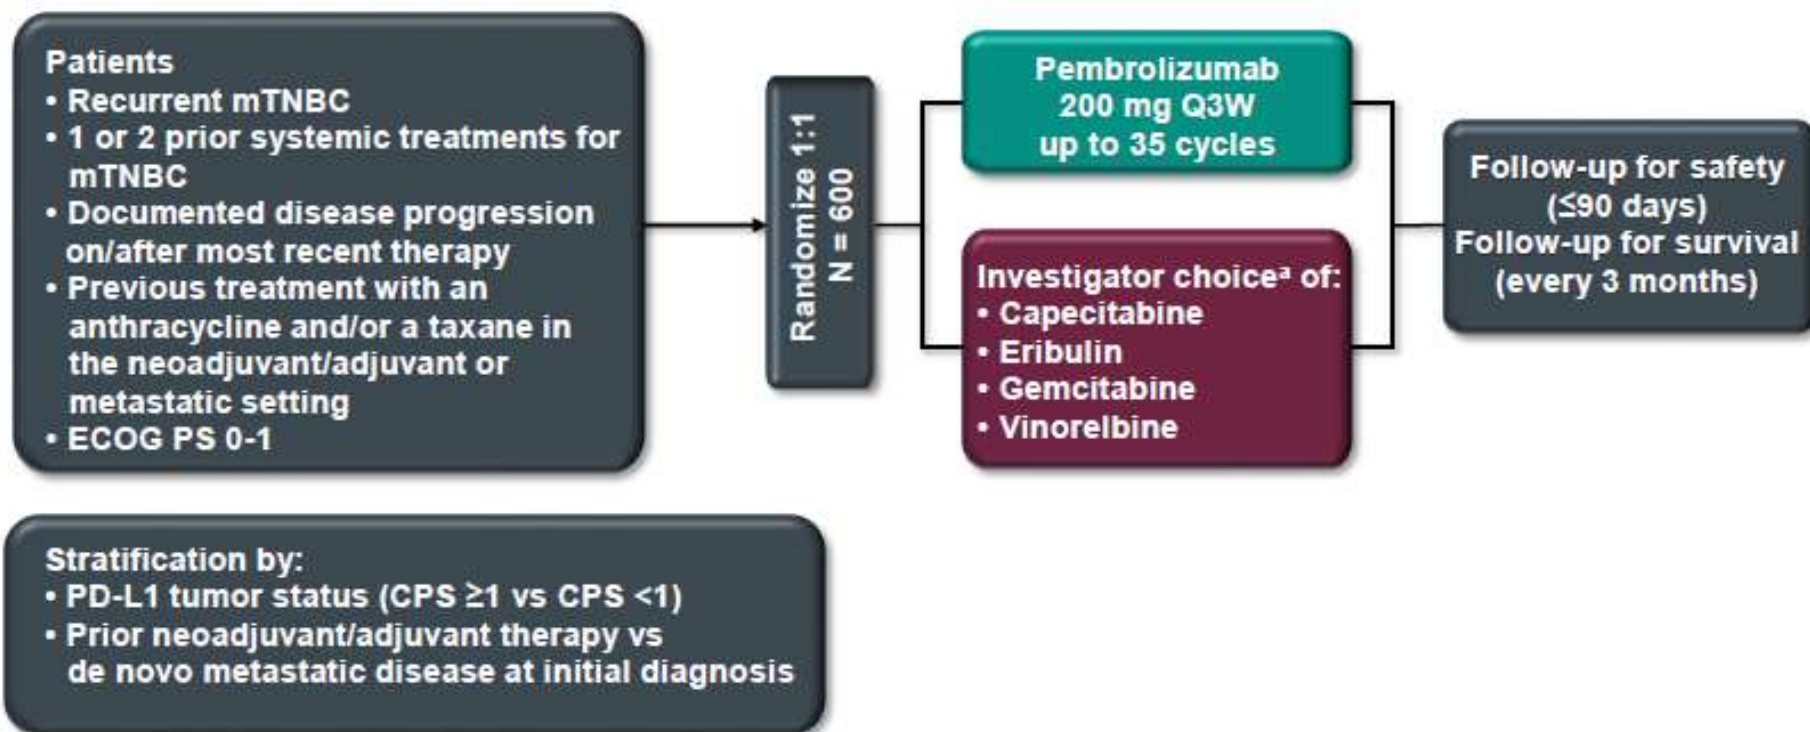 Patients
• Recurrent mTNBC
• 1 or 2 prior systemic treatments for
mTNBC
• Documented disease progression
on/after most recent therapy
• Previous treatment with an
anthracycline and/or a taxane in
the neoadjuvant/adjuvant or
metastatic setting
• ECOG PS 0-1
Randomize 1:1
N = 600
Pembrolizumab
200 mg Q3W
up to 35 cycles
Investigator choiceᵃ of:
• Capecitabine
• Eribulin
• Gemcitabine
• Vinorelbine
Follow-up for safety
(≤90 days)
Follow-up for survival
(every 3 months)
Stratification by:
• PD-L1 tumor status (CPS ≥1 vs CPS <1)
• Prior neoadjuvant/adjuvant therapy vs
de novo metastatic disease at initial diagnosis